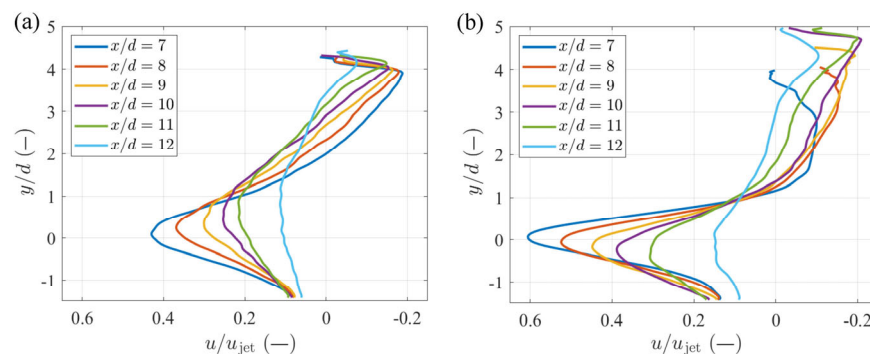 (a)
5
4
3
2
1
0
-1
y/d (–)
x/d = 7
x/d = 8
x/d = 9
x/d = 10
x/d = 11
x/d = 12
0.6
0.4
0.2
0
-0.2
u/u_jet (—)
(b)
5
4
3
2
1
0
-1
y/d (–)
x/d = 7
x/d = 8
x/d = 9
x/d = 10
x/d = 11
x/d = 12
0.6
0.4
0.2
0
-0.2
u/u_jet (—)